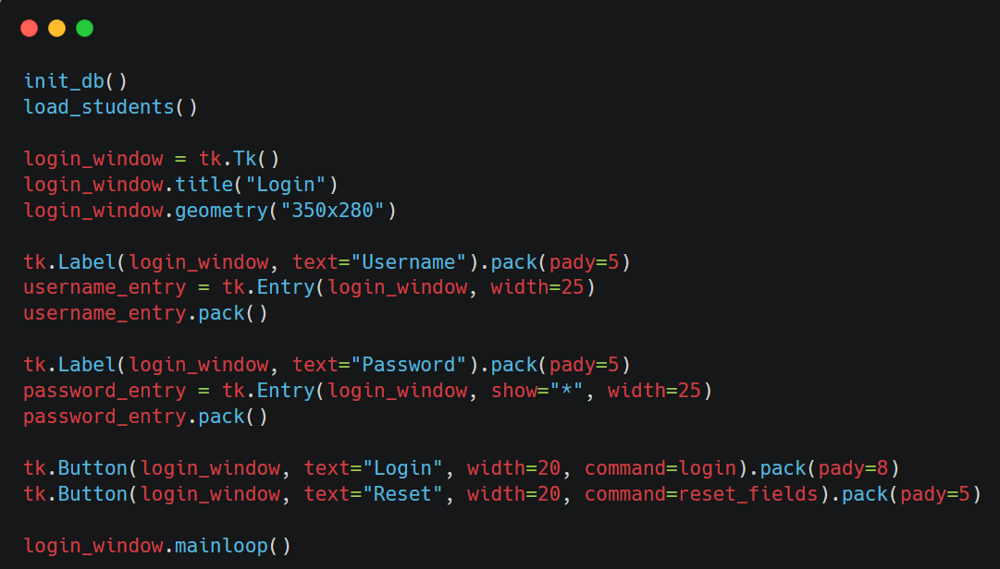 init_db()
load_students()
login_window = tk.Tk()
login_window.title("Login")
login_window.geometry("350x280")
tk.Label(login_window, text="Username").pack(pady=5)
username_entry = tk.Entry(login_window, width=25)
username_entry.pack()
tk.Label(login_window, text="Password").pack(pady=5)
password_entry = tk.Entry(login_window, show="*", width=25)
password_entry.pack()
tk.Button(login_window, text="Login", width=20, command=login).pack(pady=8)
tk.Button(login_window, text="Reset", width=20, command=reset_fields).pack(pady=5)
login_window.mainloop()